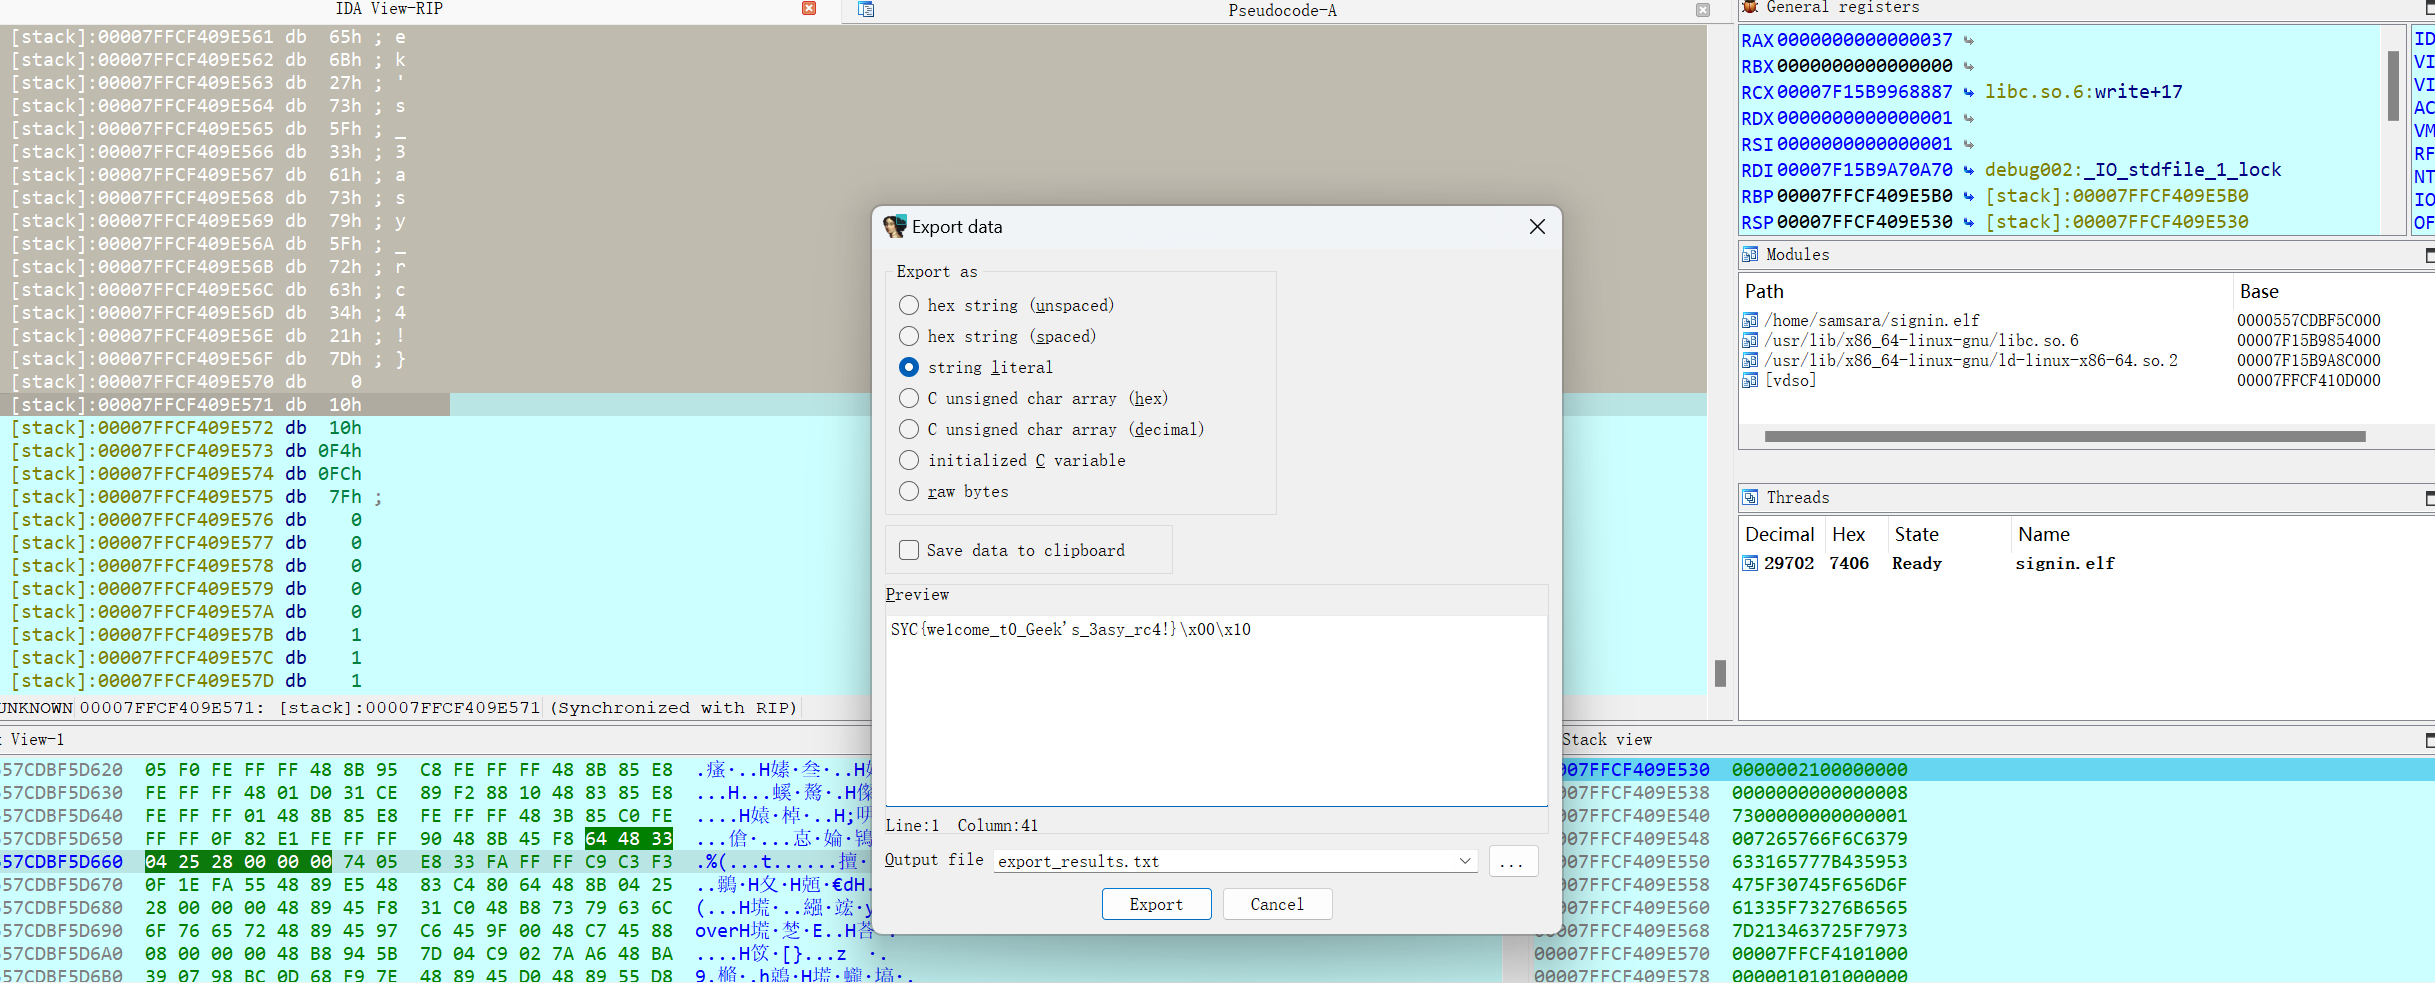 IDA View-RIP
Pseudocode-A
[stack]:00007FFCF409E561 db 65h ; e
[stack]:00007FFCF409E562 db 6Bh ; k
[stack]:00007FFCF409E563 db 27h ; '
[stack]:00007FFCF409E564 db 73h ; s
[stack]:00007FFCF409E565 db 5Fh ; _
[stack]:00007FFCF409E566 db 33h ; 3
[stack]:00007FFCF409E567 db 61h ; a
[stack]:00007FFCF409E568 db 73h ; s
[stack]:00007FFCF409E569 db 79h ; y
[stack]:00007FFCF409E56A db 5Fh ; _
[stack]:00007FFCF409E56B db 72h ; r
[stack]:00007FFCF409E56C db 63h ; c
[stack]:00007FFCF409E56D db 34h ; 4
[stack]:00007FFCF409E56E db 21h ; !
[stack]:00007FFCF409E56F db 7Dh ; }
[stack]:00007FFCF409E570 db 0
[stack]:00007FFCF409E571 db 10h
[stack]:00007FFCF409E572 db 10h
[stack]:00007FFCF409E573 db 0F4h
[stack]:00007FFCF409E574 db 0FCh
[stack]:00007FFCF409E575 db 7Fh ;
[stack]:00007FFCF409E576 db 0
[stack]:00007FFCF409E577 db 0
[stack]:00007FFCF409E578 db 0
[stack]:00007FFCF409E579 db 0
[stack]:00007FFCF409E57A db 0
[stack]:00007FFCF409E57B db 1
[stack]:00007FFCF409E57C db 1
[stack]:00007FFCF409E57D db 1
UNKNOWN 00007FFCF409E571: [stack]:00007FFCF409E571 (Synchronized with RIP)
View-1
57CDBF5D620 05 F0 FE FF FF 48 8B 95 C8 FE FF FF 48 8B 85 E8
57CDBF5D630 FE FF FF 48 01 D0 31 CE 89 F2 88 10 48 83 85 E8
57CDBF5D640 FE FF FF 01 48 8B 85 E8 FE FF FF 48 3B 85 C0 FE
57CDBF5D650 FF FF 0F 82 E1 FE FF FF 90 48 8B 45 F8 64 48 33
57CDBF5D660 04 25 28 00 00 00 74 05 E8 33 FA FF FF C9 C3 F3
57CDBF5D670 0F 1E FA 55 48 89 E5 48 83 C4 80 64 48 8B 04 25
57CDBF5D680 28 00 00 00 48 89 45 F8 31 C0 48 B8 73 79 63 6C
57CDBF5D690 6F 76 65 72 48 89 45 97 C6 45 9F 00 48 C7 45 88
57CDBF5D6A0 08 00 00 00 48 B8 94 5B 7D 04 C9 02 7A A6 48 BA
57CDBF5D6B0 39 07 98 BC 0D 68 F9 7E 48 89 45 D0 48 89 55 D8
Export data
Export as
hex string (unspaced)
hex string (spaced)
string literal
C unsigned char array (hex)
C unsigned char array (decimal)
initialized C variable
raw bytes
Save data to clipboard
Preview
SYC{we1come_t0_Geek's_3asy_rc4!}\x00\x10
Line:1 Column:41
Output file export_results.txt ...
Export Cancel
General registers
RAX 0000000000000037
RBX 0000000000000000
RCX 00007F15B9968887 libc.so.6:write+17
RDX 0000000000000001
RSI 0000000000000001
RDI 00007F15B9A70A70 debug002:_IO_stdfile_1_lock
RBP 00007FFCF409E5B0 [stack]:00007FFCF409E5B0
RSP 00007FFCF409E530 [stack]:00007FFCF409E530
ID
VI
VI
AC
VM
RF
NT
IO
OF
Modules
Path Base
/home/samsara/signin.elf 0000557CDBF5C000
/usr/lib/x86_64-linux-gnu/libc.so.6 00007F15B9854000
/usr/lib/x86_64-linux-gnu/ld-linux-x86-64.so.2 00007F15B9A8C000
[vdso] 00007FFCF410D000
Threads
Decimal Hex State Name
29702 7406 Ready signin.elf
Stack view
07FFCF409E530 0000002100000000
07FFCF409E538 0000000000000008
07FFCF409E540 7300000000000001
07FFCF409E548 007265766F6C6379
07FFCF409E550 633165777B435953
07FFCF409E558 475F30745F656D6F
07FFCF409E560 61335F73276B6565
07FFCF409E568 7D213463725F7973
00007FFCF409E570 00007FFCF4101000
00007FFCF409E578 0000010101000000